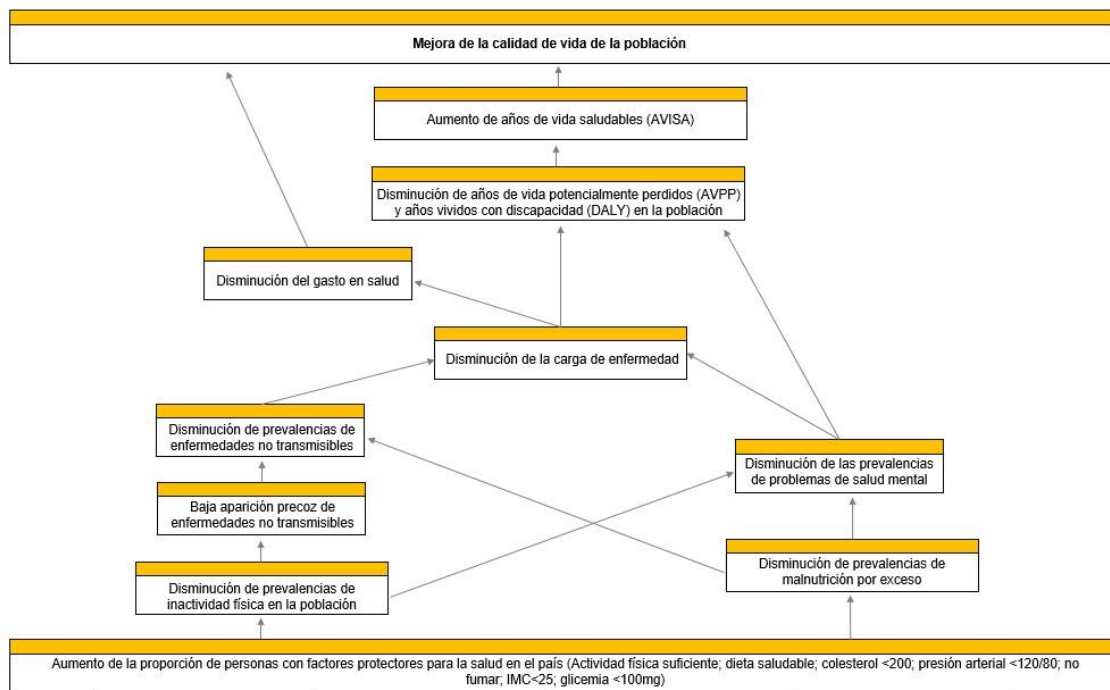 Mejora de la calidad de vida de la población
Aumento de años de vida saludables (AVISA)
Disminución de años de vida potencialmente perdidos (AVPP)
y años vividos con discapacidad (DALY) en la población
Disminución del gasto en salud
Disminución de la carga de enfermedad
Disminución de prevalencias de
enfermedades no transmisibles
Disminución de las prevalencias
de problemas de salud mental
Baja aparición precoz de
enfermedades no transmisibles
Disminución de prevalencias de
malnutrición por exceso
Disminución de prevalencias de
inactividad física en la población
Aumento de la proporción de personas con factores protectores para la salud en el país (Actividad física suficiente; dieta saludable; colesterol <200; presión arterial <120/80; no
fumar; IMC<25; glicemia <100mg)